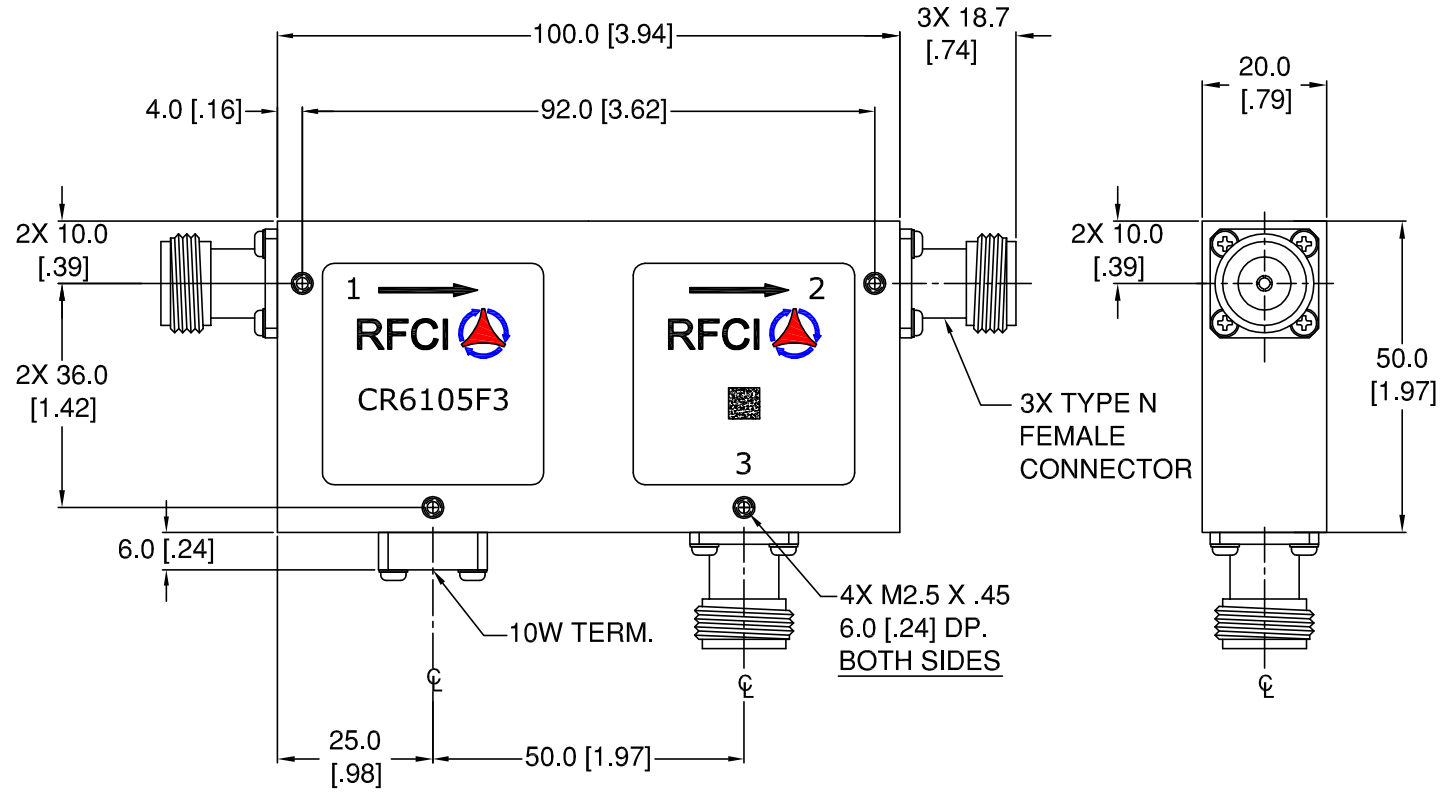 100.0 [3.94]
3X 18.7
[.74]
20.0
[.79]
4.0 [.16]
92.0 [3.62]
2X 10.0
[.39]
2X 10.0
[.39]
1
2
RFCI
RFCI
2X 36.0
[1.42]
50.0
[1.97]
CR6105F3
3X TYPE N
FEMALE
CONNECTOR
3
6.0 [.24]
4X M2.5 X .45
6.0 [.24] DP.
BOTH SIDES
10W TERM.
℄
℄
℄
25.0
[.98]
50.0 [1.97]